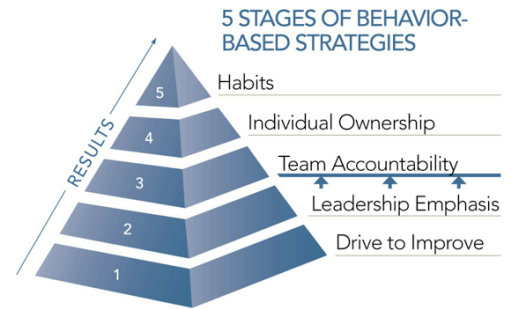 5 STAGES OF BEHAVIOR-
BASED STRATEGIES
Habits
5
Individual Ownership
4
RESULTS
Team Accountability
3
Leadership Emphasis
2
Drive to Improve
1